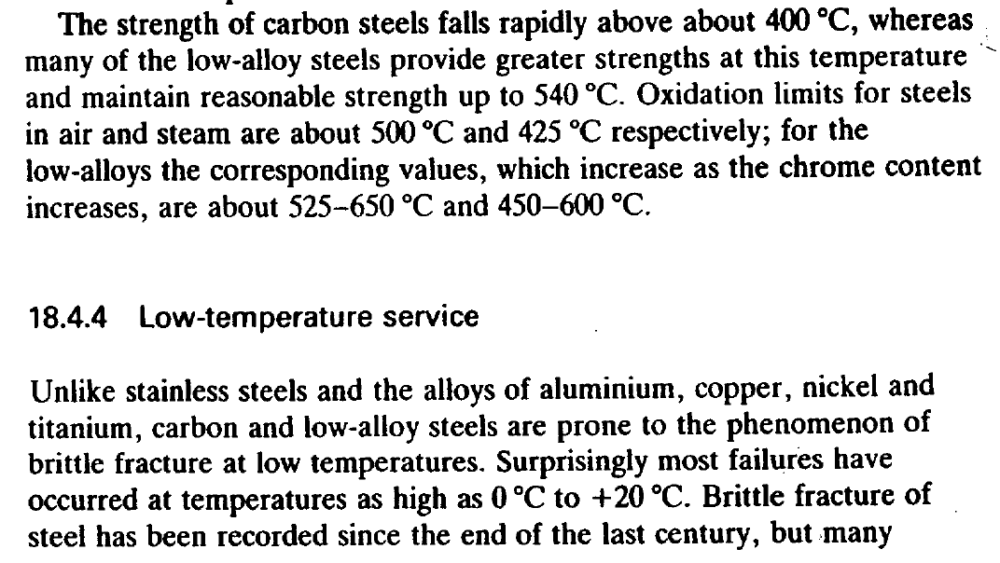 The strength of carbon steels falls rapidly above about 400 °C, whereas
many of the low-alloy steels provide greater strengths at this temperature
and maintain reasonable strength up to 540 °C. Oxidation limits for steels
in air and steam are about 500 °C and 425 °C respectively; for the
low-alloys the corresponding values, which increase as the chrome content
increases, are about 525–650 °C and 450–600 °C.
18.4.4 Low-temperature service
Unlike stainless steels and the alloys of aluminium, copper, nickel and
titanium, carbon and low-alloy steels are prone to the phenomenon of
brittle fracture at low temperatures. Surprisingly most failures have
occurred at temperatures as high as 0 °C to +20 °C. Brittle fracture of
steel has been recorded since the end of the last century, but many